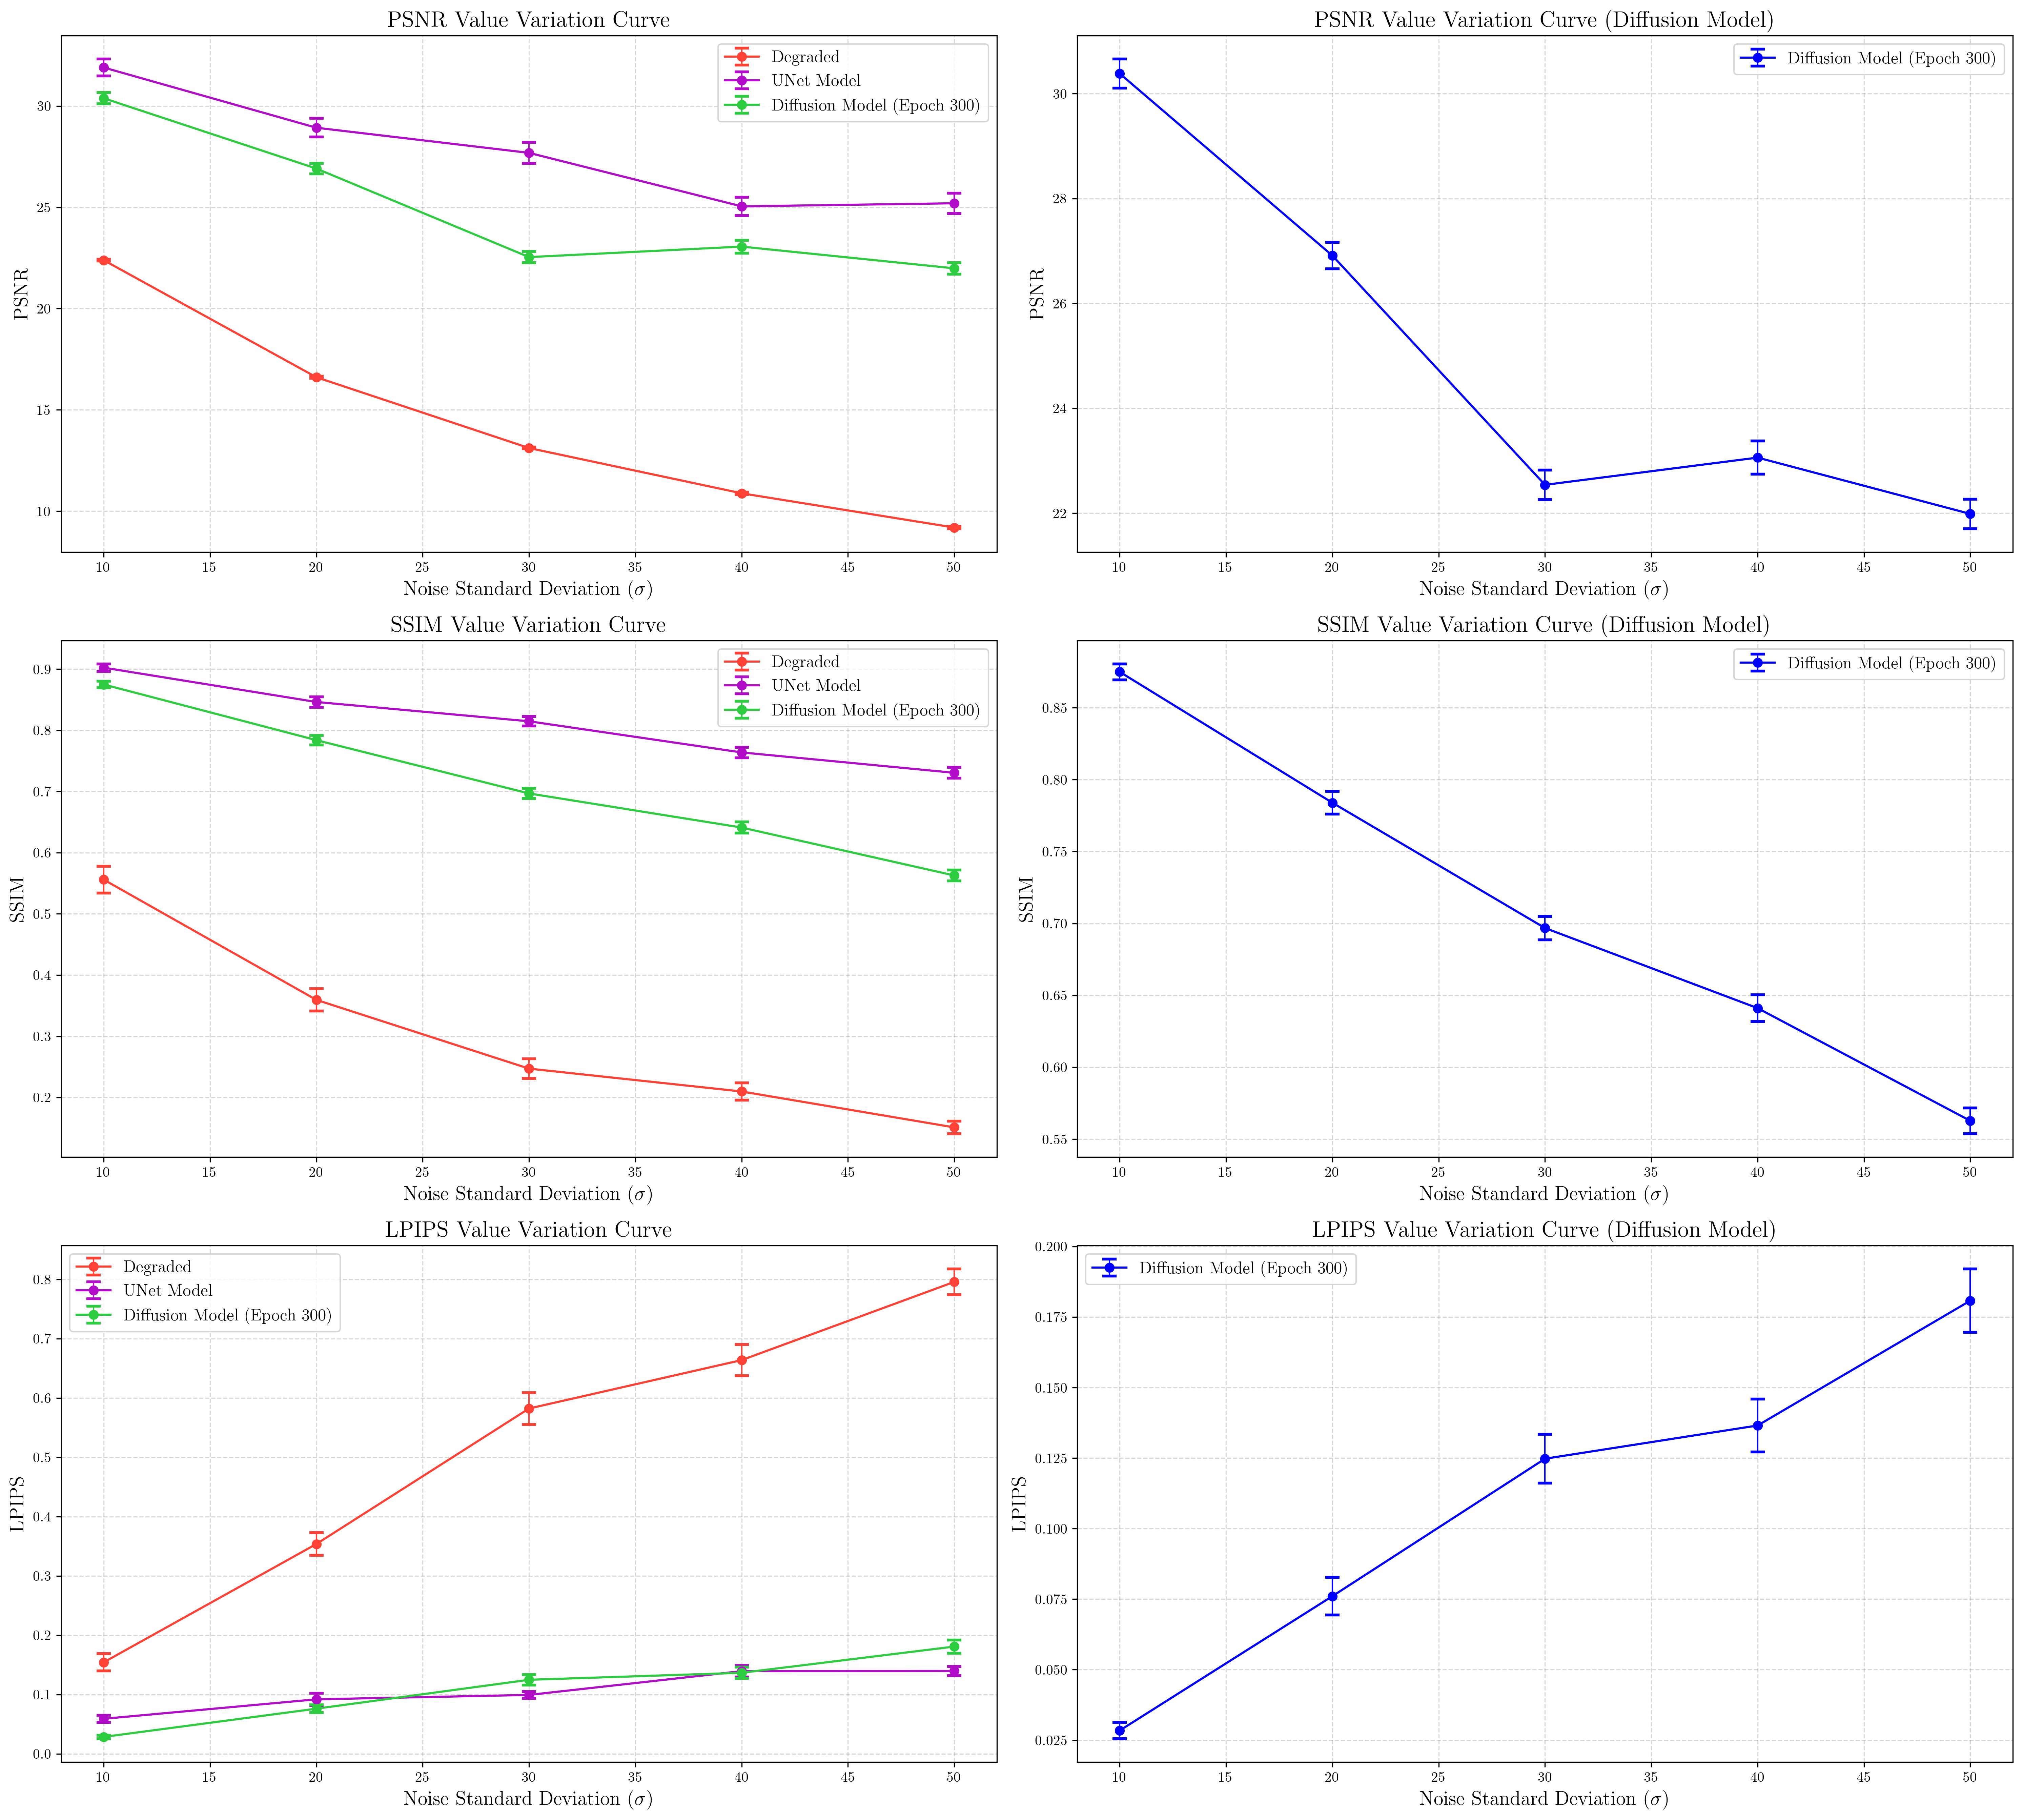 PSNR Value Variation Curve
Degraded
UNet Model
Diffusion Model (Epoch 300)
30
25
20
15
10
PSNR
10 15 20 25 30 35 40 45 50
Noise Standard Deviation (σ)
PSNR Value Variation Curve (Diffusion Model)
Diffusion Model (Epoch 300)
30
28
26
24
22
PSNR
10 15 20 25 30 35 40 45 50
Noise Standard Deviation (σ)
SSIM Value Variation Curve
Degraded
UNet Model
Diffusion Model (Epoch 300)
0.9
0.8
0.7
0.6
0.5
0.4
0.3
0.2
SSIM
10 15 20 25 30 35 40 45 50
Noise Standard Deviation (σ)
SSIM Value Variation Curve (Diffusion Model)
Diffusion Model (Epoch 300)
0.85
0.80
0.75
0.70
0.65
0.60
0.55
SSIM
10 15 20 25 30 35 40 45 50
Noise Standard Deviation (σ)
LPIPS Value Variation Curve
Degraded
UNet Model
Diffusion Model (Epoch 300)
0.8
0.7
0.6
0.5
0.4
0.3
0.2
0.1
0.0
LPIPS
10 15 20 25 30 35 40 45 50
Noise Standard Deviation (σ)
LPIPS Value Variation Curve (Diffusion Model)
Diffusion Model (Epoch 300)
0.200
0.175
0.150
0.125
0.100
0.075
0.050
0.025
LPIPS
10 15 20 25 30 35 40 45 50
Noise Standard Deviation (σ)